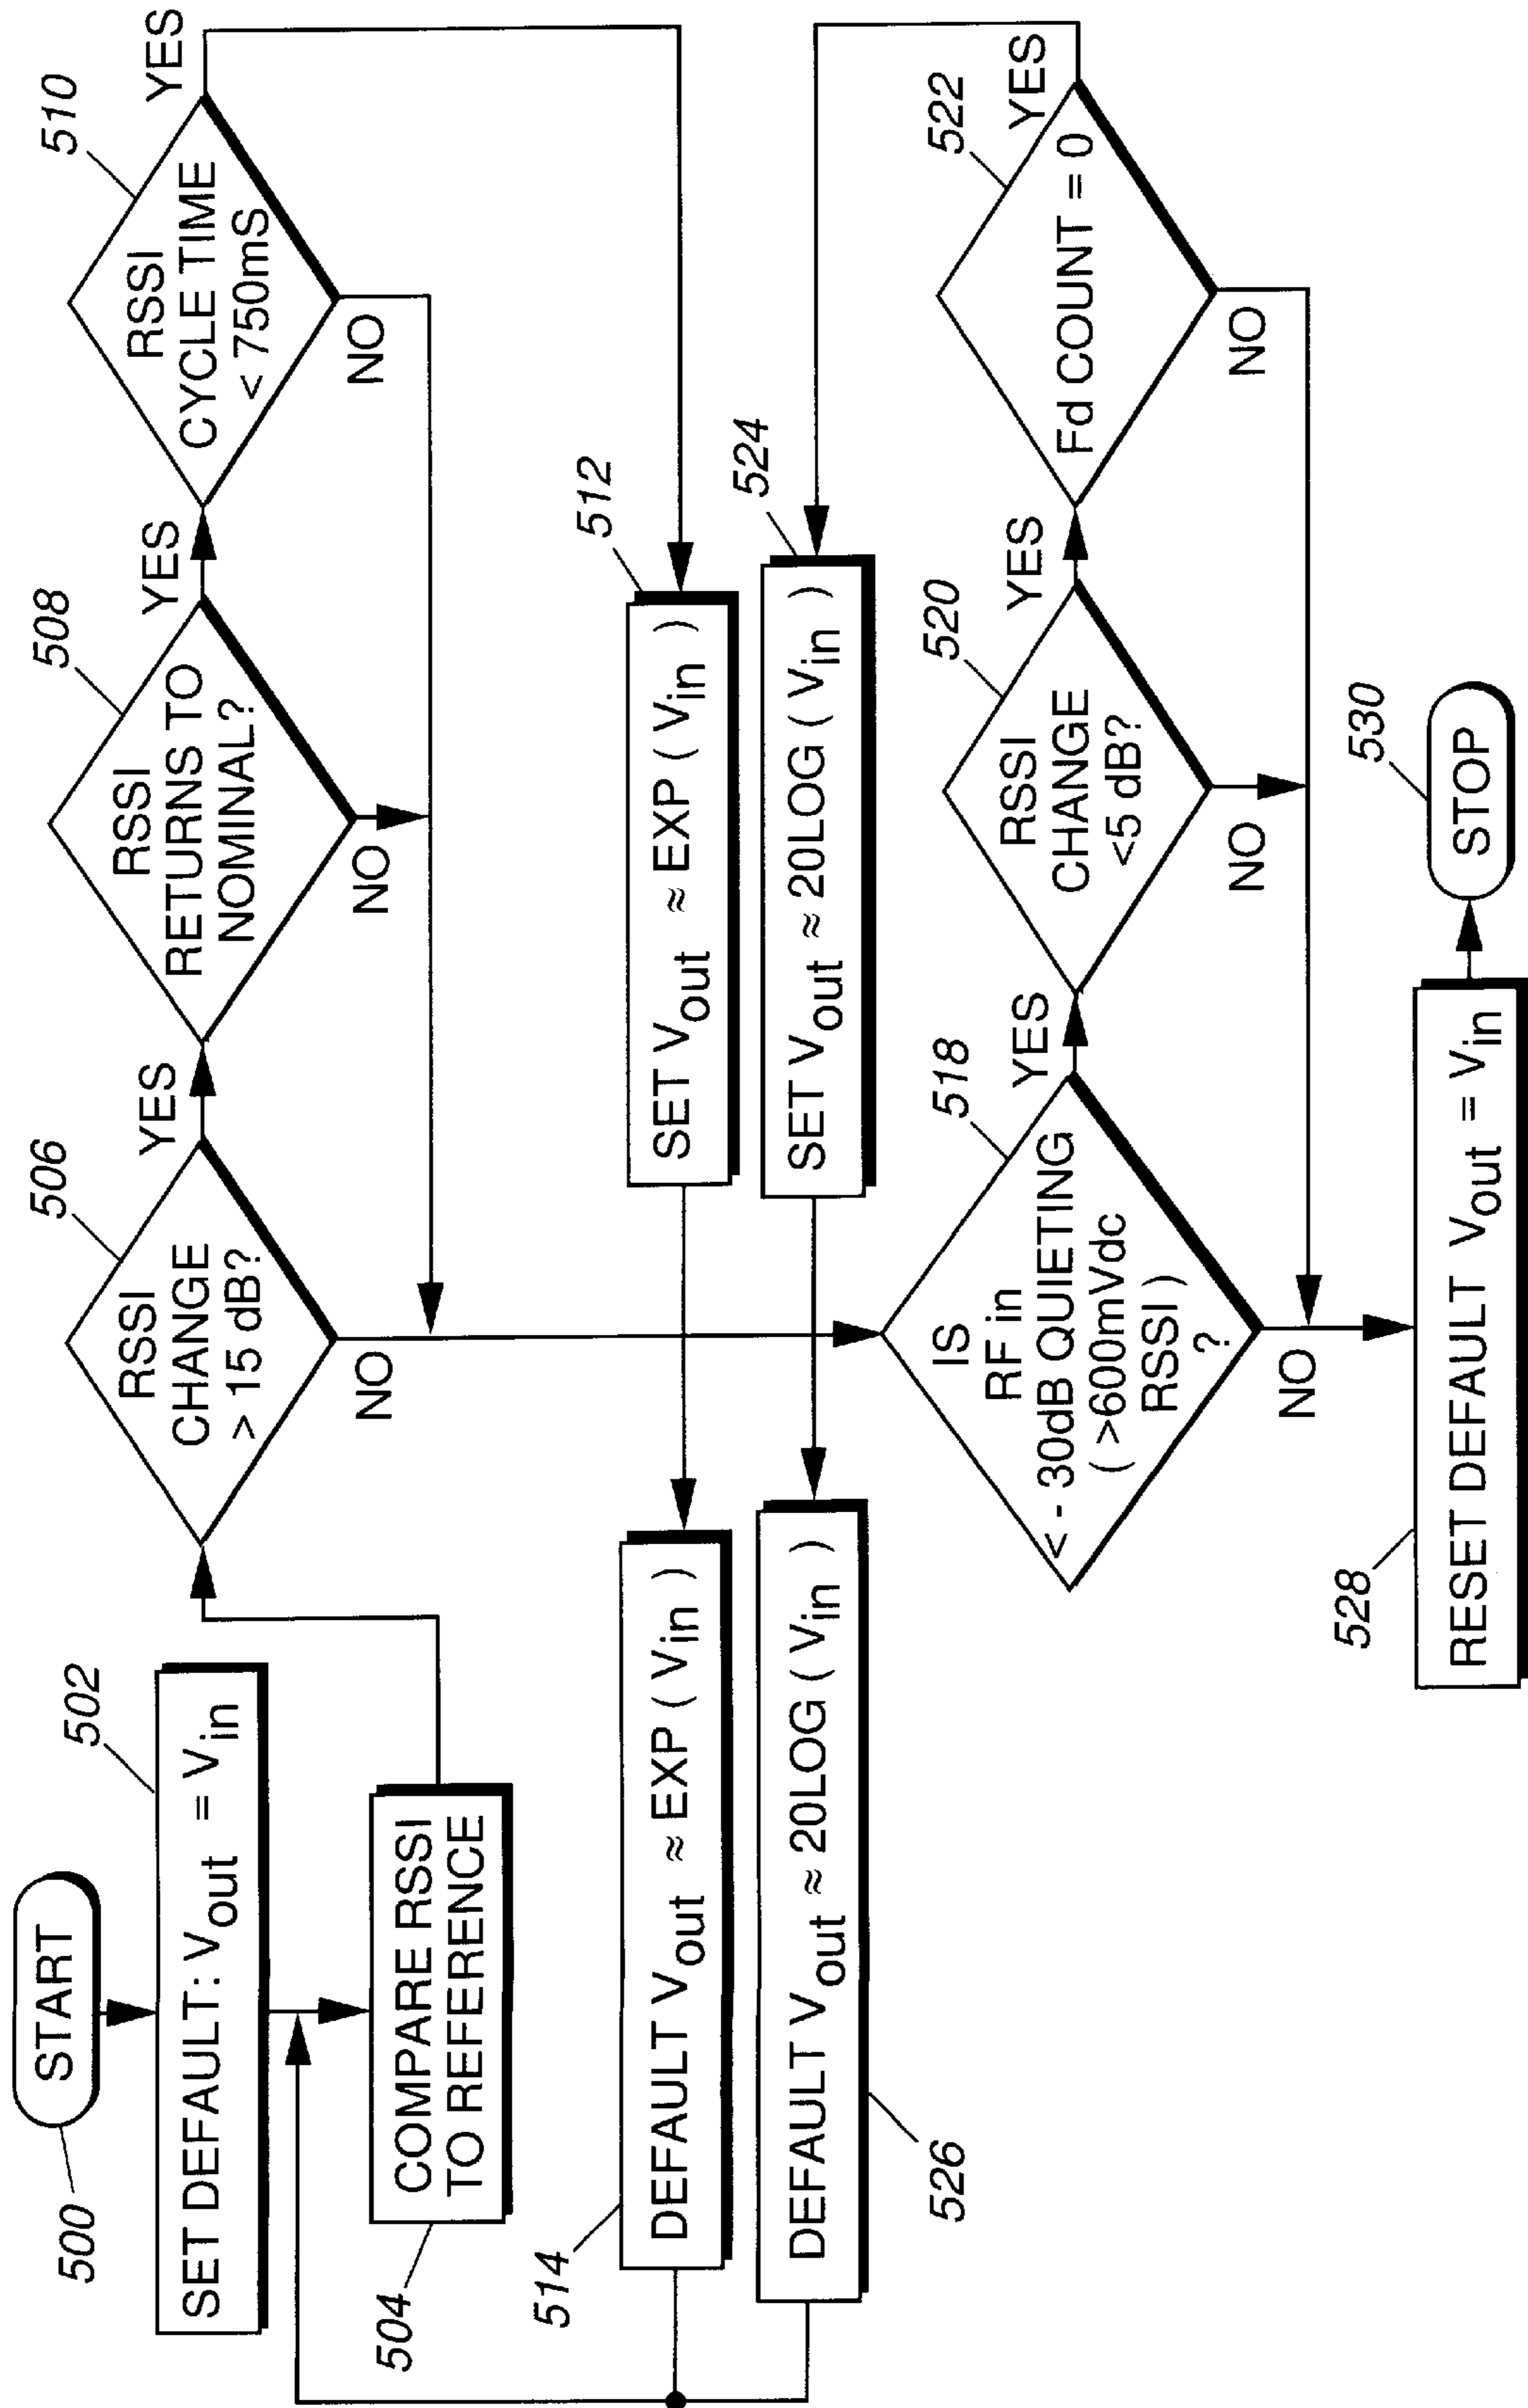 500
START
502
SET DEFAULT: Vout = Vin
504
COMPARE RSSI
TO REFERENCE
506
RSSI
CHANGE
> 15 dB?
YES
NO
508
RSSI
RETURNS TO
NOMINAL?
YES
NO
510
RSSI
CYCLE TIME
< 750mS
YES
NO
512
SET Vout ≈ EXP ( Vin )
514
DEFAULT Vout ≈ EXP ( Vin )
524
SET Vout ≈ 20LOG ( Vin )
526
DEFAULT Vout ≈ 20LOG ( Vin )
518
IS
RF in
< - 30dB QUIETING
( >600mVdc
RSSI )
?
YES
NO
520
RSSI
CHANGE
<5 dB?
YES
NO
522
Fd COUNT = 0
YES
NO
528
RESET DEFAULT Vout = Vin
530
STOP